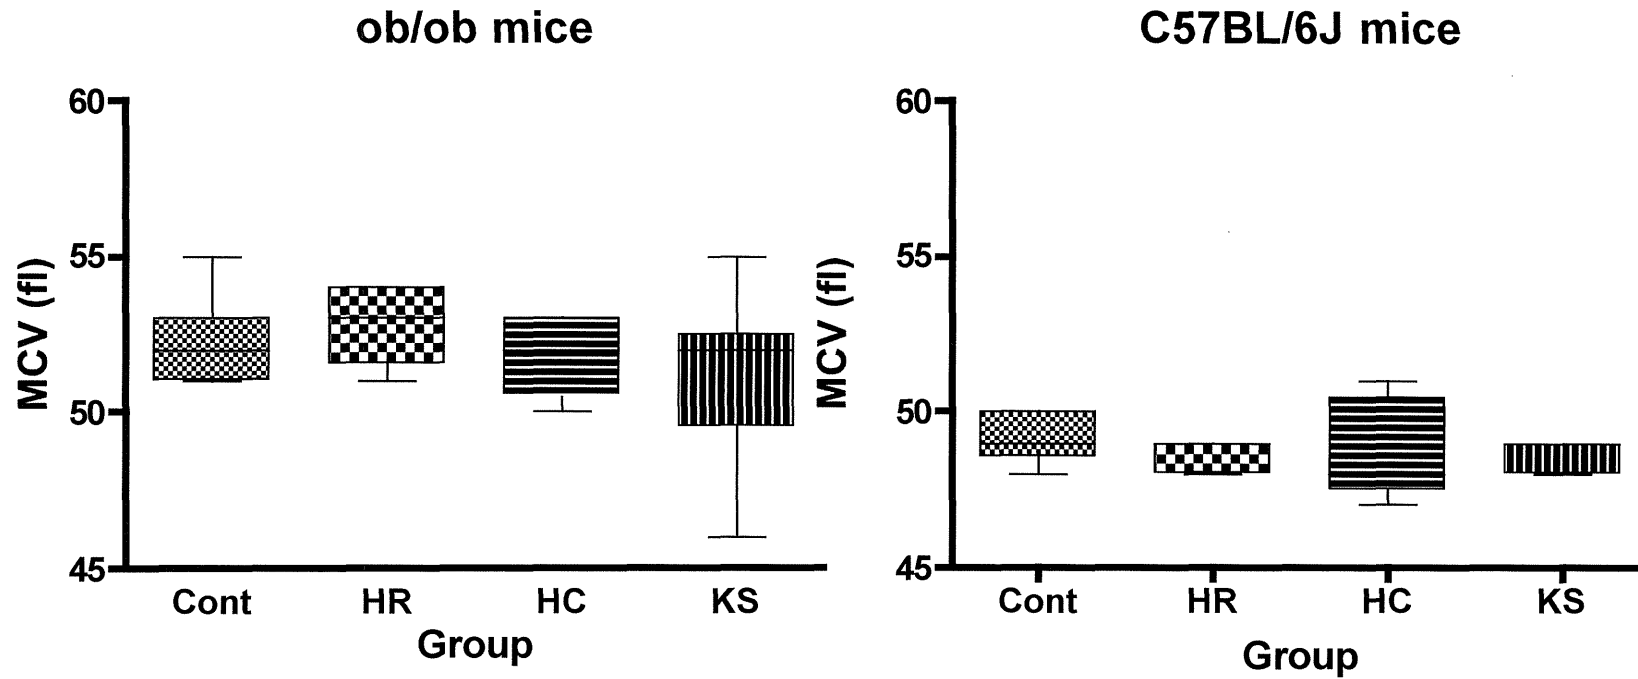 ob/ob mice
60
55
50
45
MCV (fl)
Cont HR HC KS
Group
C57BL/6J mice
60
55
50
45
MCV (fl)
Cont HR HC KS
Group